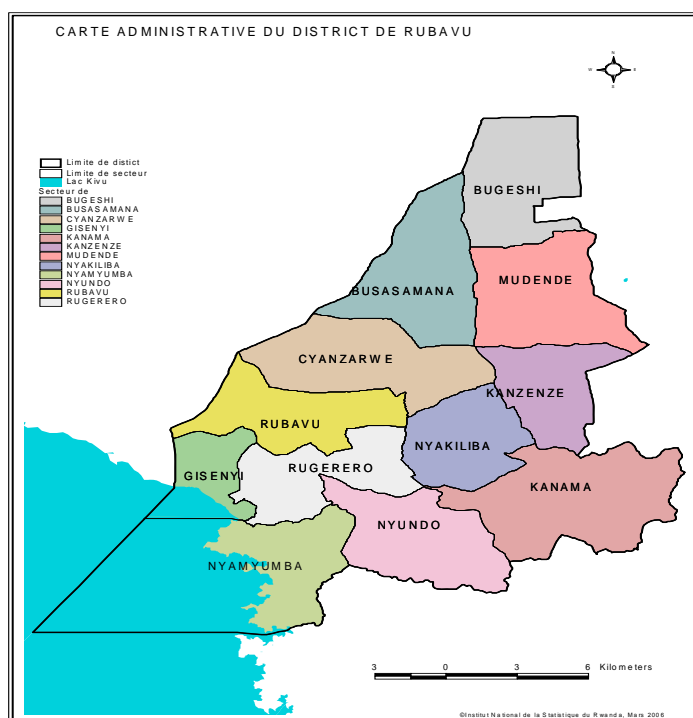 CARTE ADMINISTRATIVE DU DISTRICT DE RUBAVU
N
W E
S
Limite de distict
Limite de secteur
Lac Kivu
Secteur de
BUGESHI
BUSASAMANA
CYANZARWE
GISENYI
KANAMA
KANZENZE
MUDENDE
NYAKILIBA
NYAMYUMBA
NYUNDO
RUBAVU
RUGERERO
BUGESHI
MUDENDE
BUSASAMANA
CYANZARWE
KANZENZE
RUBAVU
NYAKILIBA
RUGERERO
GISENYI
KANAMA
NYUNDO
NYAMYUMBA
3 0 3 6 Kilometers
©Institut National de la Statistique du Rwanda, Mars 2006